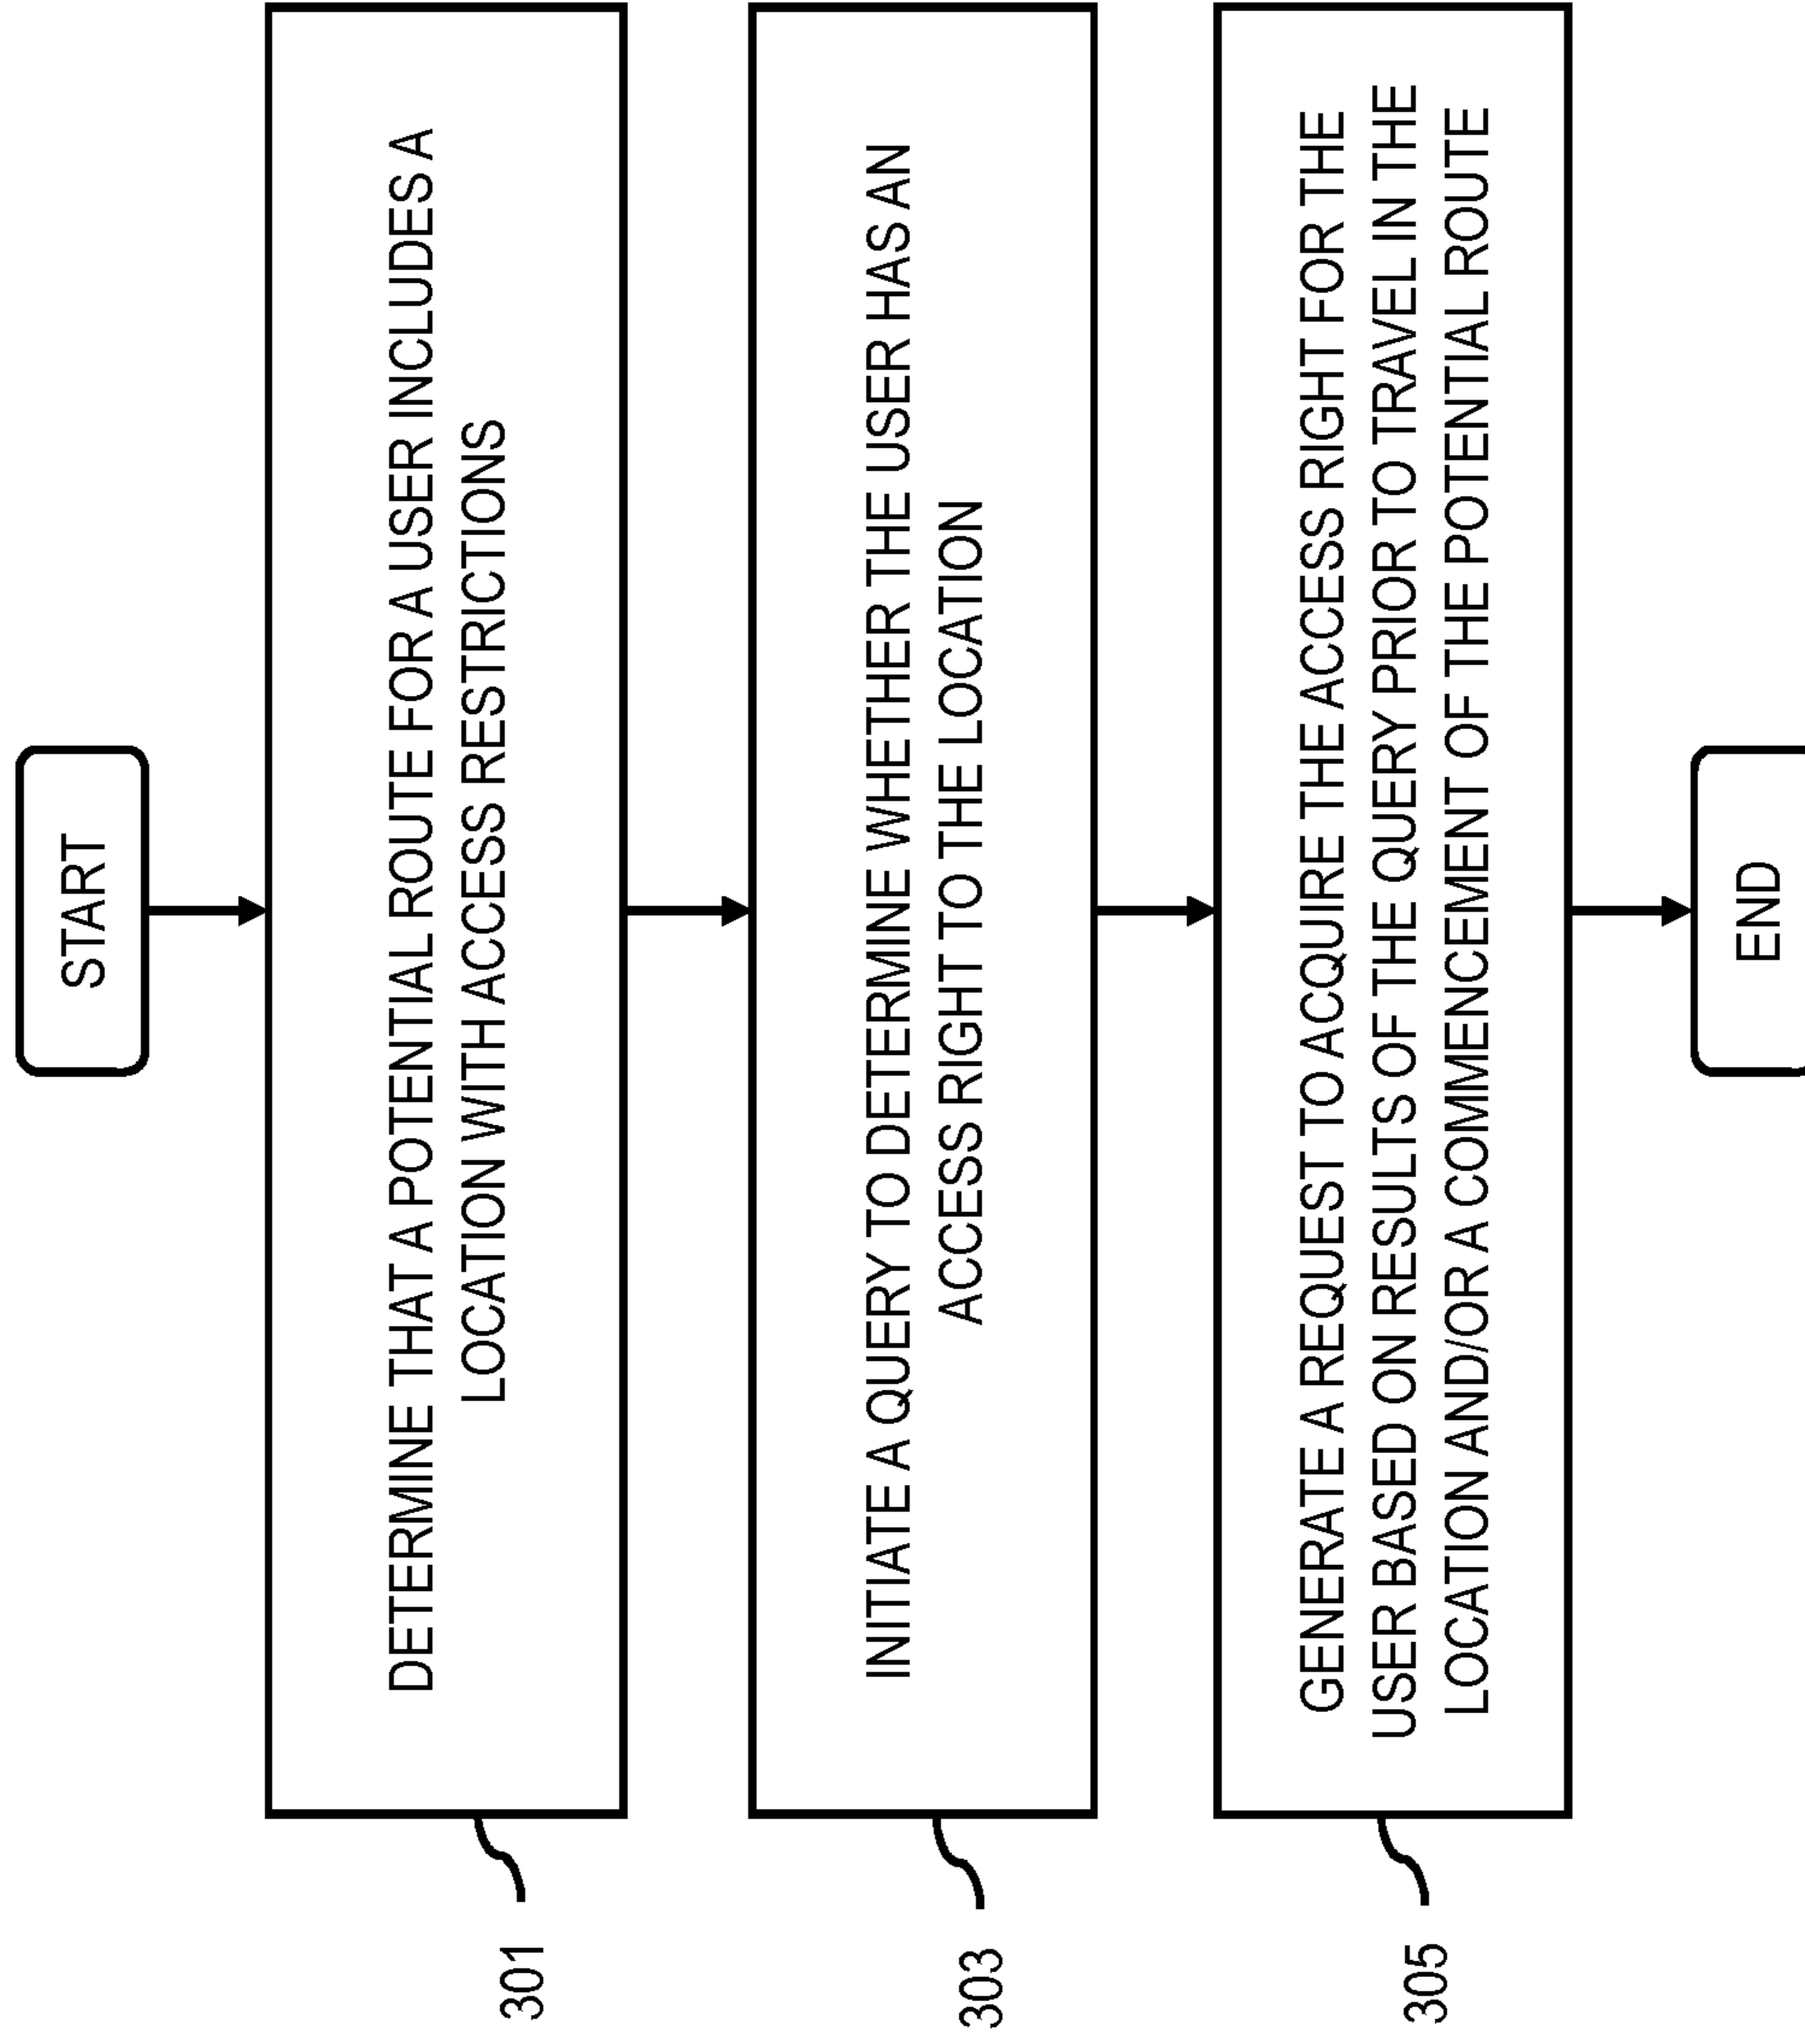 START
DETERMINE THAT A POTENTIAL ROUTE FOR A USER INCLUDES A
LOCATION WITH ACCESS RESTRICTIONS
301
INITIATE A QUERY TO DETERMINE WHETHER THE USER HAS AN
ACCESS RIGHT TO THE LOCATION
303
GENERATE A REQUEST TO ACQUIRE THE ACCESS RIGHT FOR THE
USER BASED ON RESULTS OF THE QUERY PRIOR TO TRAVEL IN THE
LOCATION AND/OR A COMMENCEMENT OF THE POTENTIAL ROUTE
305
END